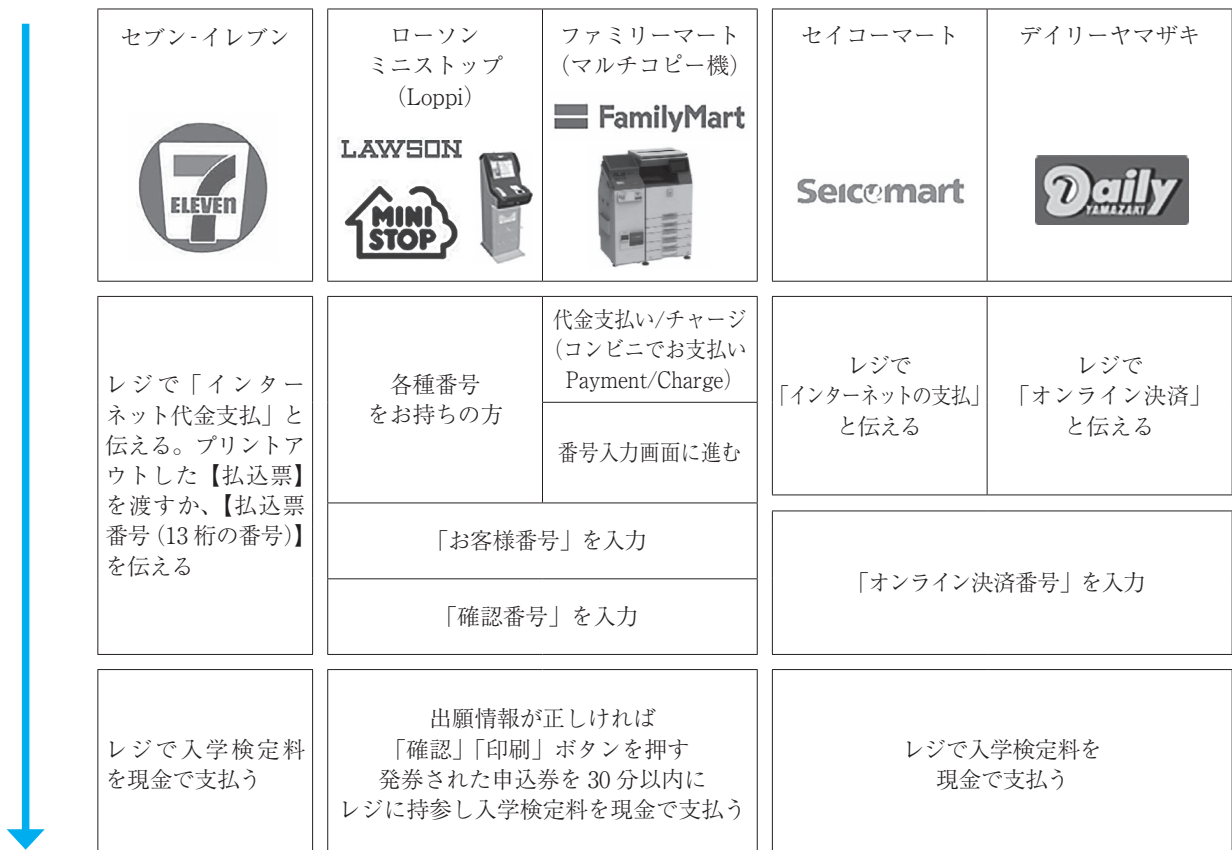 セブン-イレブン
7
ELEVEN
ローソン
ミニストップ
(Loppi)
LAWSON
MINI
STOP
ファミリーマート
(マルチコピー機)
FamilyMart
セイコーマート
Seicomart
デイリーヤマザキ
Daily
YAMAZAKI
レジで「インター
ネット代金支払」と
伝える。プリントア
ウトした【払込票】
を渡すか、【払込票
番号(13桁の番号)】
を伝える
各種番号
をお持ちの方
代金支払い/チャージ
(コンビニでお支払い
Payment/Charge)
番号入力画面に進む
「お客様番号」を入力
「確認番号」を入力
レジで
「インターネットの支払」
と伝える
レジで
「オンライン決済」
と伝える
「オンライン決済番号」を入力
レジで入学検定料
を現金で支払う
出願情報が正しければ
「確認」「印刷」ボタンを押す
発券された申込券を30分以内に
レジに持参し入学検定料を現金で支払う
レジで入学検定料を
現金で支払う